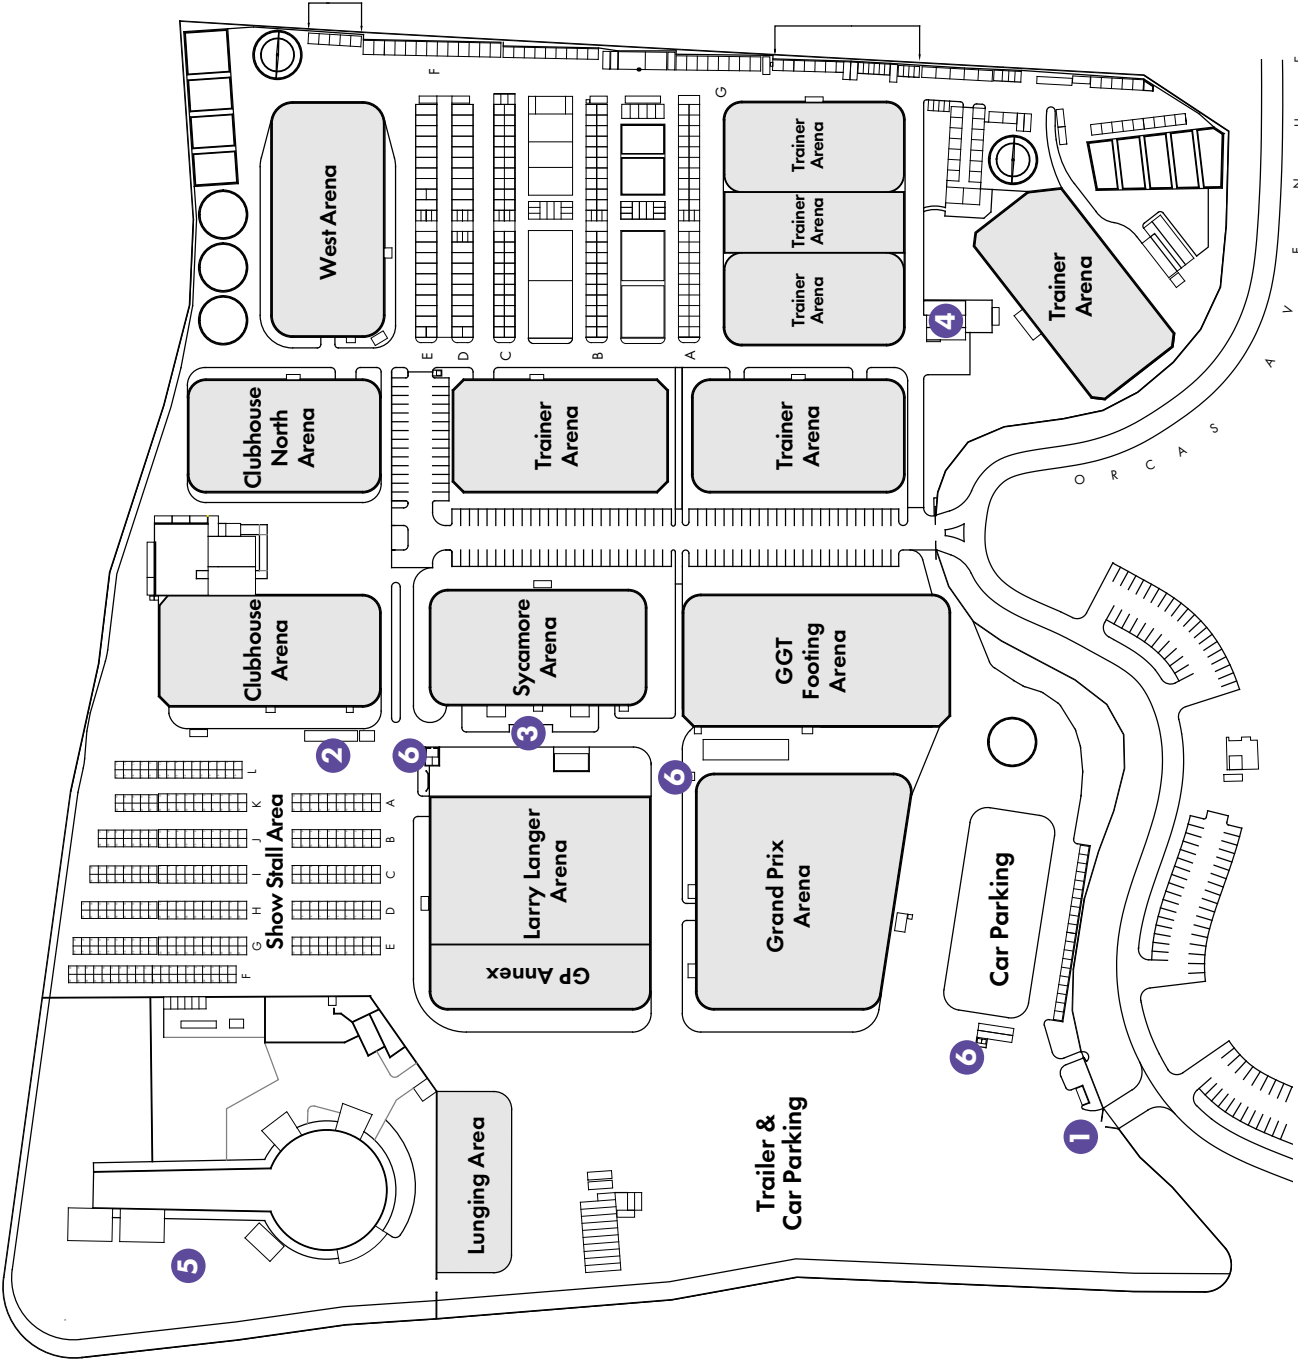 F
G
West Arena
Trainer
Arena
Trainer
Arena
Trainer
Arena
Trainer
Arena
4
E
D
C
B
A
Clubhouse
North
Arena
Trainer
Arena
Trainer
Arena
ORCAS AVENUE
Clubhouse
Arena
Sycamore
Arena
GGT
Footing
Arena
2
6
3
6
L
K
J
I
H
G
F
Show Stall Area
A
B
C
D
E
Larry Langer
Arena
GP Annex
Grand Prix
Arena
Car Parking
6
1
Lunging Area
Trailer &
Car Parking
5